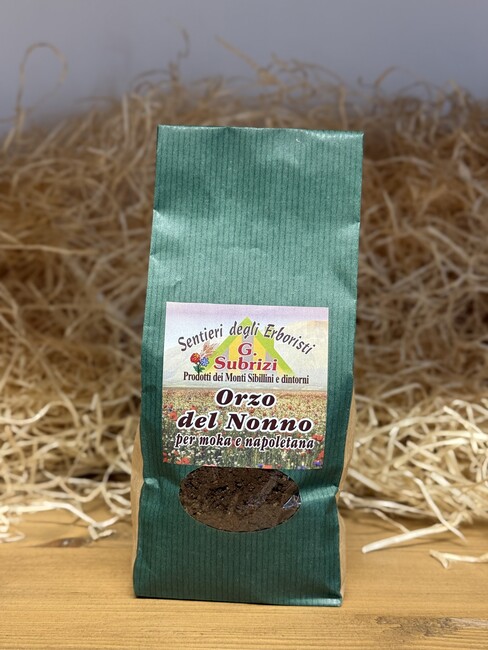 Sentieri degli Erboristi
G.
Subrizi
Prodotti dei Monti Sibillini e dintorni
Orzo
del Nonno
per moka e napoletana